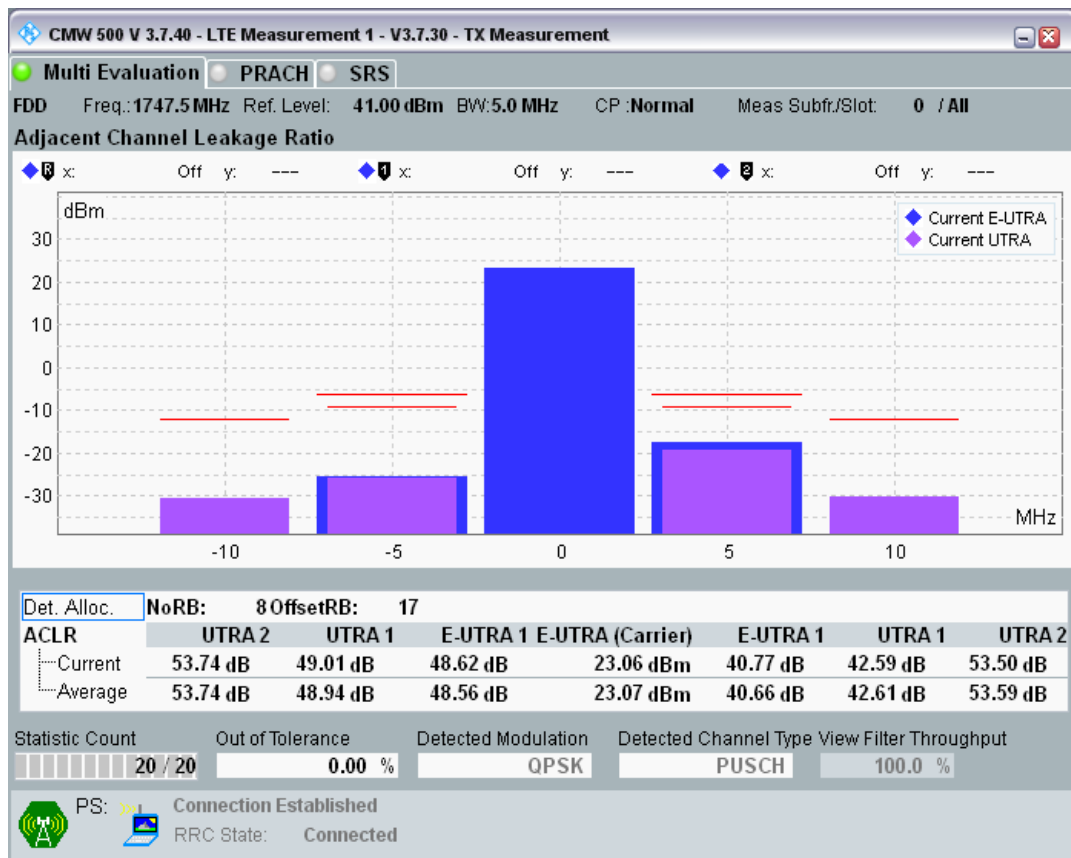 CMW 500 V 3.7.40 - LTE Measurement 1 - V3.7.30 - TX Measurement
Multi Evaluation PRACH SRS
FDD Freq.:1747.5 MHz Ref. Level: 41.00 dBm BW:5.0 MHz CP :Normal Meas Subfr./Slot: 0 / All
Adjacent Channel Leakage Ratio
R x: Off y: --- 1 x: Off y: --- 2 x: Off y: ---
dBm
Current E-UTRA
Current UTRA
30
20
10
0
-10
-20
-30
MHz
-10 -5 0 5 10
Det. Alloc. NoRB: 8 OffsetRB: 17
ACLR UTRA 2 UTRA 1 E-UTRA 1 E-UTRA (Carrier) E-UTRA 1 UTRA 1 UTRA 2
Current 53.74 dB 49.01 dB 48.62 dB 23.06 dBm 40.77 dB 42.59 dB 53.50 dB
Average 53.74 dB 48.94 dB 48.56 dB 23.07 dBm 40.66 dB 42.61 dB 53.59 dB
Statistic Count Out of Tolerance Detected Modulation Detected Channel Type View Filter Throughput
20 / 20 0.00 % QPSK PUSCH 100.0 %
PS: Connection Established
RRC State: Connected